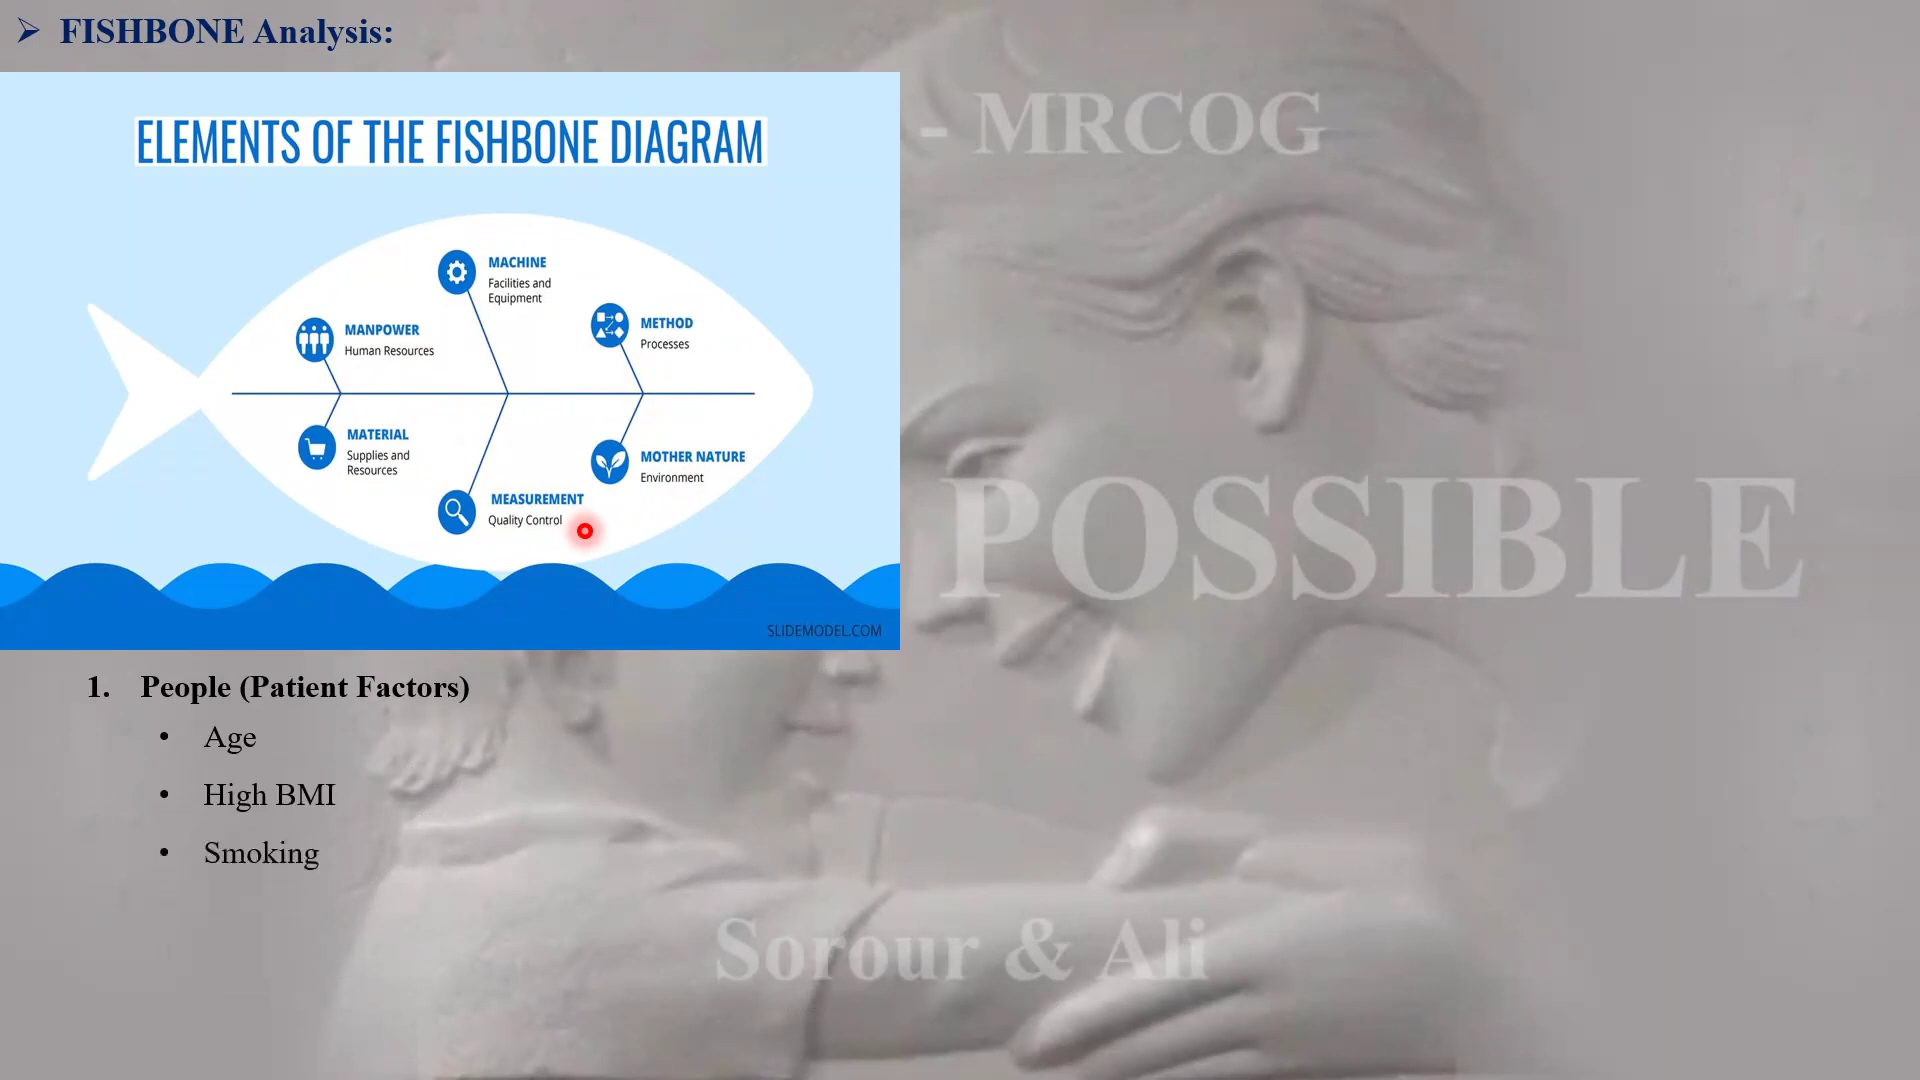 ➢ FISHBONE Analysis:
ELEMENTS OF THE FISHBONE DIAGRAM
- MRCOG
MACHINE
Facilities and
Equipment
MANPOWER
Human Resources
METHOD
Processes
MATERIAL
Supplies and
Resources
MOTHER NATURE
Environment
MEASUREMENT
Quality Control
POSSIBLE
SLIDEMODEL.COM
1. People (Patient Factors)
• Age
• High BMI
• Smoking
Sorour & Ali